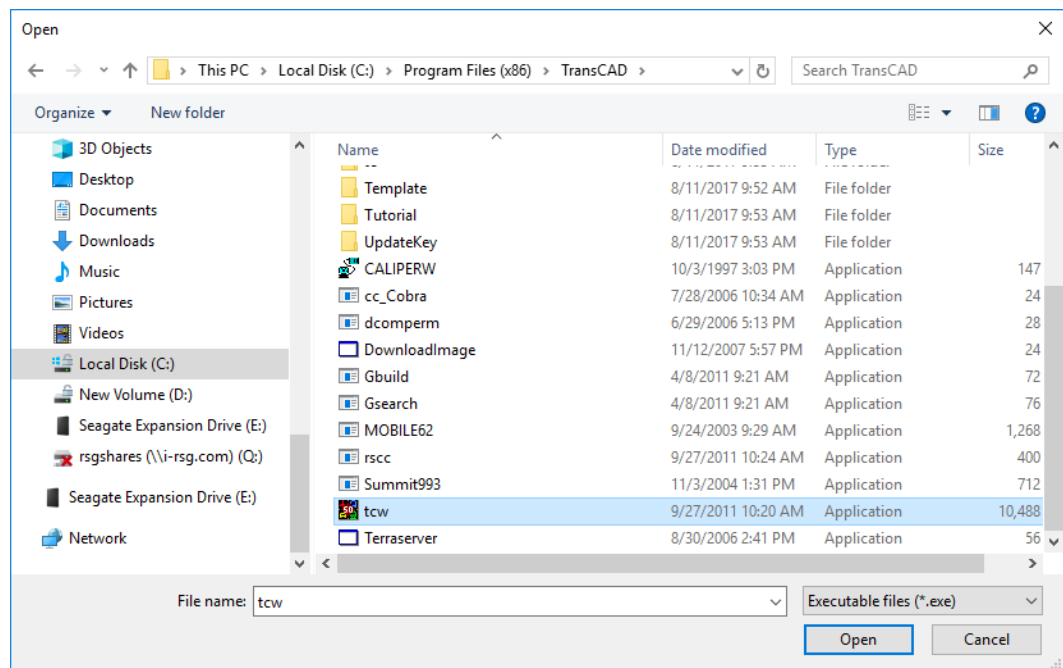 Open
This PC > Local Disk (C:) > Program Files (x86) > TransCAD >
Search TransCAD
Organize
New folder
3D Objects
Desktop
Documents
Downloads
Music
Pictures
Videos
Local Disk (C:)
New Volume (D:)
Seagate Expansion Drive (E:)
rsgshares (\\i-rsg.com) (Q:)
Seagate Expansion Drive (E:)
Network
Name Date modified Type Size
Template 8/11/2017 9:52 AM File folder
Tutorial 8/11/2017 9:53 AM File folder
UpdateKey 8/11/2017 9:53 AM File folder
CALIPERW 10/3/1997 3:03 PM Application 147
cc_Cobra 7/28/2006 10:34 AM Application 24
dcomperm 6/29/2006 5:13 PM Application 28
DownloadImage 11/12/2007 5:57 PM Application 24
Gbuild 4/8/2011 9:21 AM Application 72
Gsearch 4/8/2011 9:21 AM Application 76
MOBILE62 9/24/2003 9:29 AM Application 1,268
rscc 9/27/2011 10:24 AM Application 400
Summit993 11/3/2004 1:31 PM Application 712
tcw 9/27/2011 10:20 AM Application 10,488
Terraserver 8/30/2006 2:41 PM Application 56
File name: tcw
Executable files (*.exe)
Open
Cancel